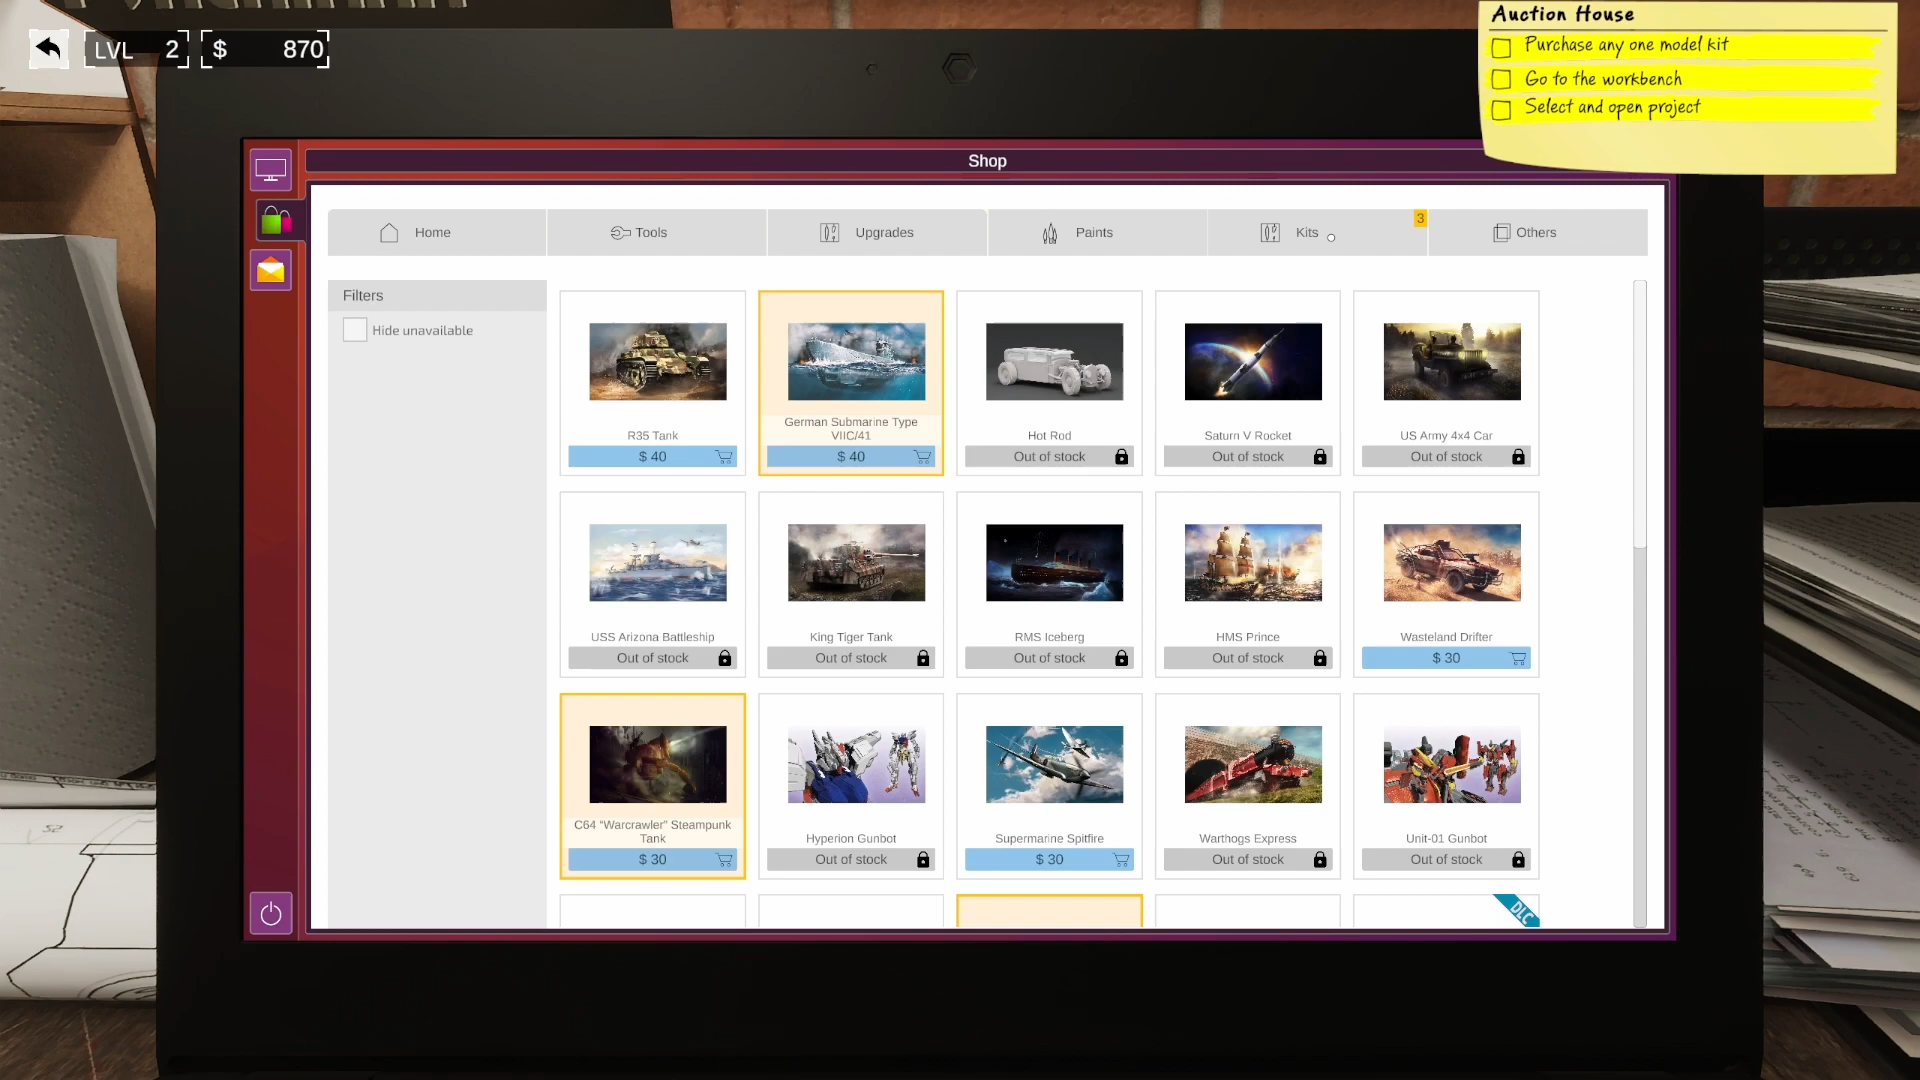 LVL 2 $ 870
Auction House
Purchase any one model kit
Go to the workbench
Select and open project
Shop
Home
Tools
Upgrades
Paints
Kits
3
Others
Filters
Hide unavailable
R35 Tank
$ 40
German Submarine Type
VIIC/41
$ 40
Hot Rod
Out of stock
Saturn V Rocket
Out of stock
US Army 4x4 Car
Out of stock
USS Arizona Battleship
Out of stock
King Tiger Tank
Out of stock
RMS Iceberg
Out of stock
HMS Prince
Out of stock
Wasteland Drifter
$ 30
C64 "Warcrawler" Steampunk
Tank
$ 30
Hyperion Gunbot
Out of stock
Supermarine Spitfire
$ 30
Warthogs Express
Out of stock
Unit-01 Gunbot
Out of stock
DLC